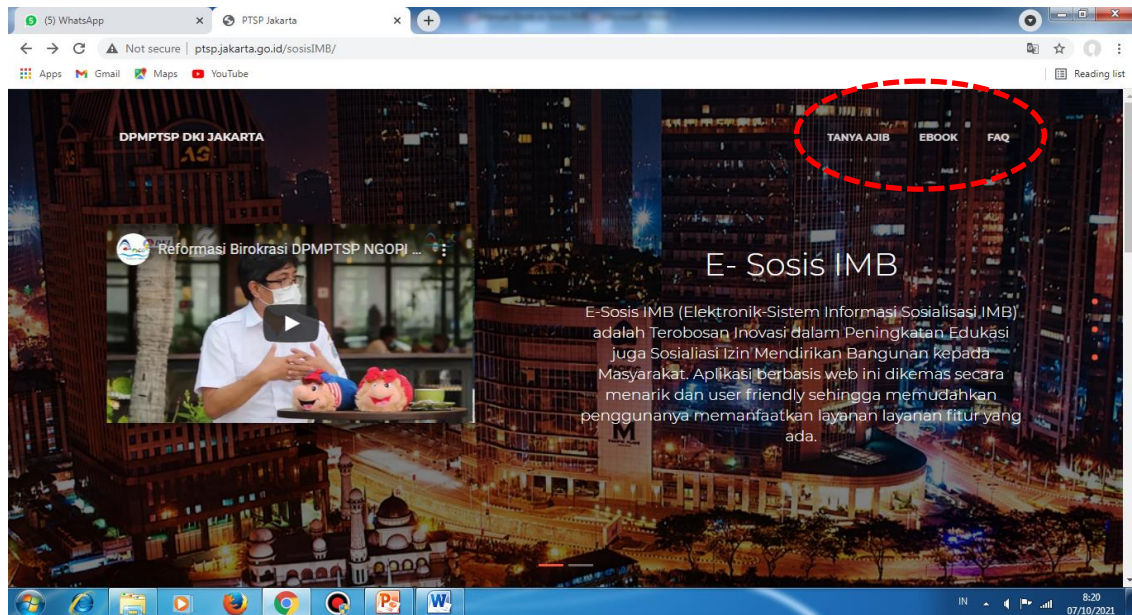 (5) WhatsApp
PTSP Jakarta
Not secure | ptsp.jakarta.go.id/sosisIMB/
Apps Gmail Maps YouTube Reading list
DPMPTSP DKI JAKARTA
TANYA AJIB EBOOK FAQ
Reformasi Birokrasi DPMPTSP NGOPI ...
E- Sosis IMB
E-Sosis IMB (Elektronik-Sistem Informasi Sosialisasi IMB)
adalah Terobosan Inovasi dalam Peningkatan Edukasi
juga Sosialiasi Izin Mendirikan Bangunan kepada
Masyarakat. Aplikasi berbasis web ini dikemas secara
menarik dan user friendly sehingga memudahkan
penggunanya memanfaatkan layanan layanan fitur yang
ada.
IN
8:20
07/10/2021